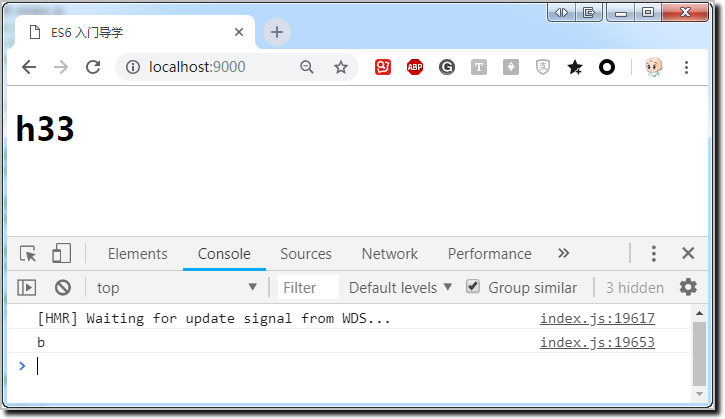 ES6 入门导学
localhost:9000
ABP
G
T
h33
Elements Console Sources Network Performance
top Filter Default levels Group similar 3 hidden
[HMR] Waiting for update signal from WDS... index.js:19617
b index.js:19653